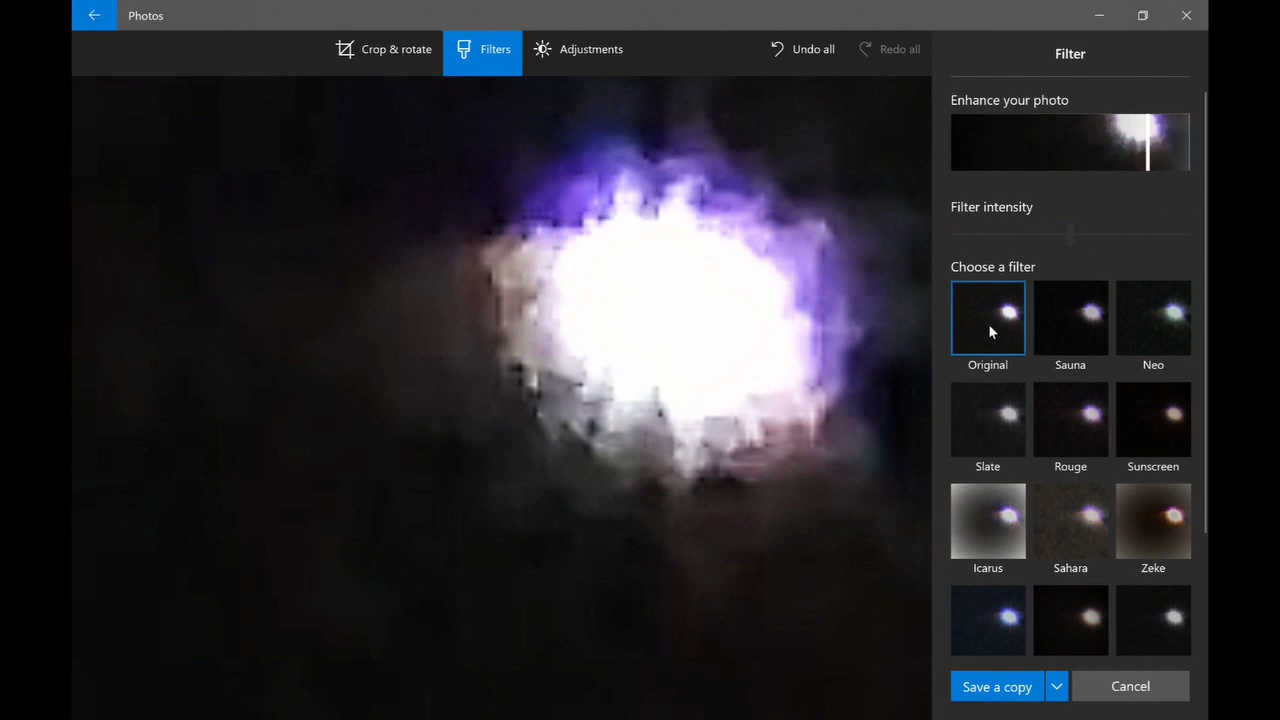 Photos
Crop & rotate
Filters
Adjustments
Undo all
Redo all
Filter
Enhance your photo
Filter intensity
Choose a filter
Original
Sauna
Neo
Slate
Rouge
Sunscreen
Icarus
Sahara
Zeke
Save a copy
Cancel